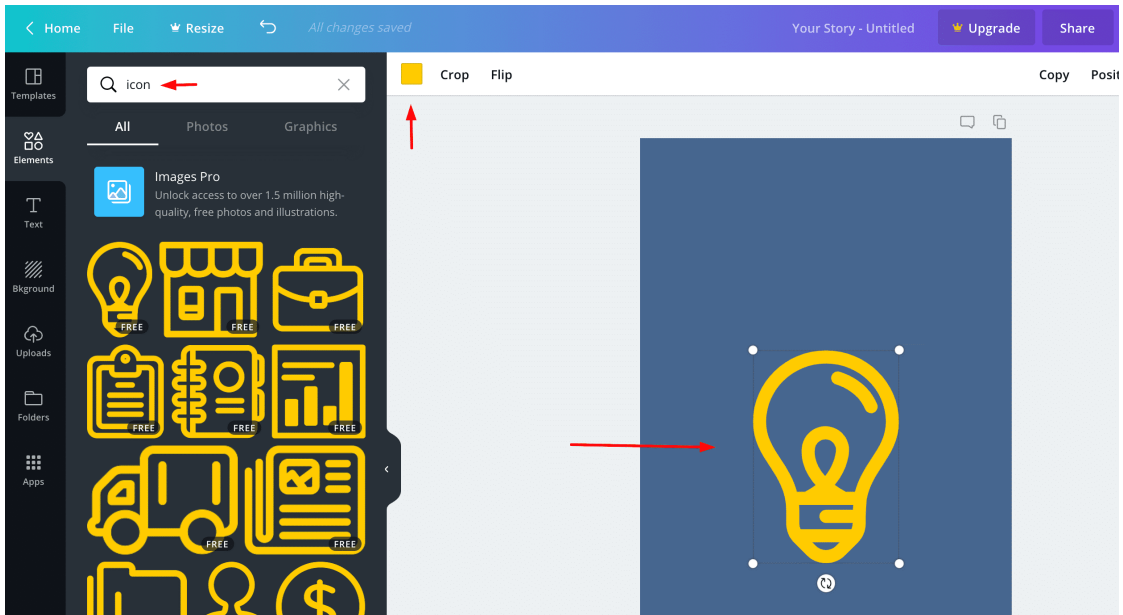 Home File Resize All changes saved Your Story - Untitled Upgrade Share
Templates
Elements
Text
Bkground
Uploads
Folders
Apps
icon
All Photos Graphics
Images Pro
Unlock access to over 1.5 million high-
quality, free photos and illustrations.
FREE FREE FREE
FREE FREE FREE
FREE FREE
Crop Flip Copy Posit